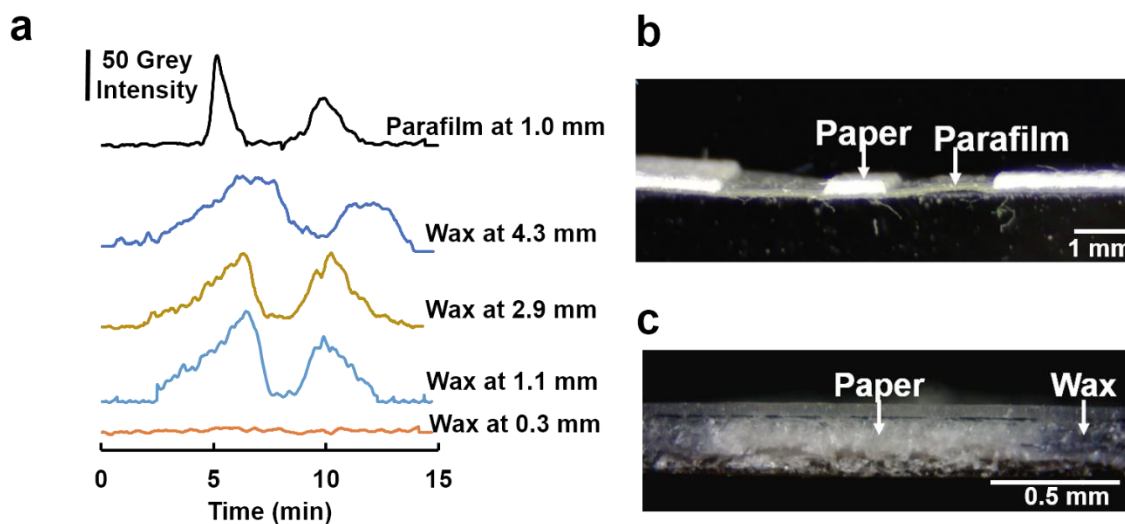 a
50 Grey
Intensity
Parafilm at 1.0 mm
Wax at 4.3 mm
Wax at 2.9 mm
Wax at 1.1 mm
Wax at 0.3 mm
0 5 10 15
Time (min)
b
Paper Parafilm
1 mm
c
Paper Wax
0.5 mm